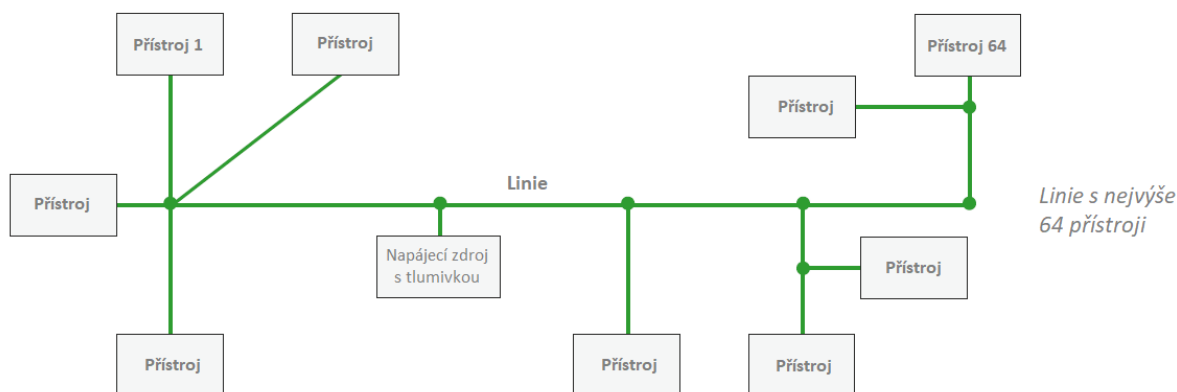 Přístroj 1
Přístroj
Přístroj 64
Přístroj
Přístroj
Linie
Linie s nejvýše
64 přístroji
Napájecí zdroj
s tlumivkou
Přístroj
Přístroj
Přístroj
Přístroj